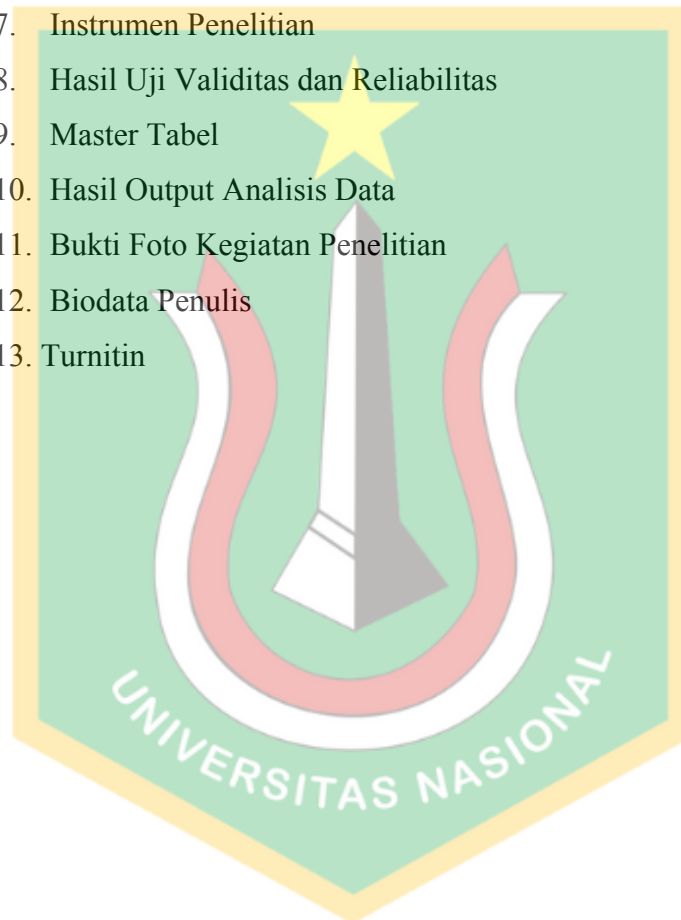 7. Instrumen Penelitian
8. Hasil Uji Validitas dan Reliabilitas
9. Master Tabel
10. Hasil Output Analisis Data
11. Bukti Foto Kegiatan Penelitian
12. Biodata Penulis
13. Turnitin
UNIVERSITAS NASIONAL